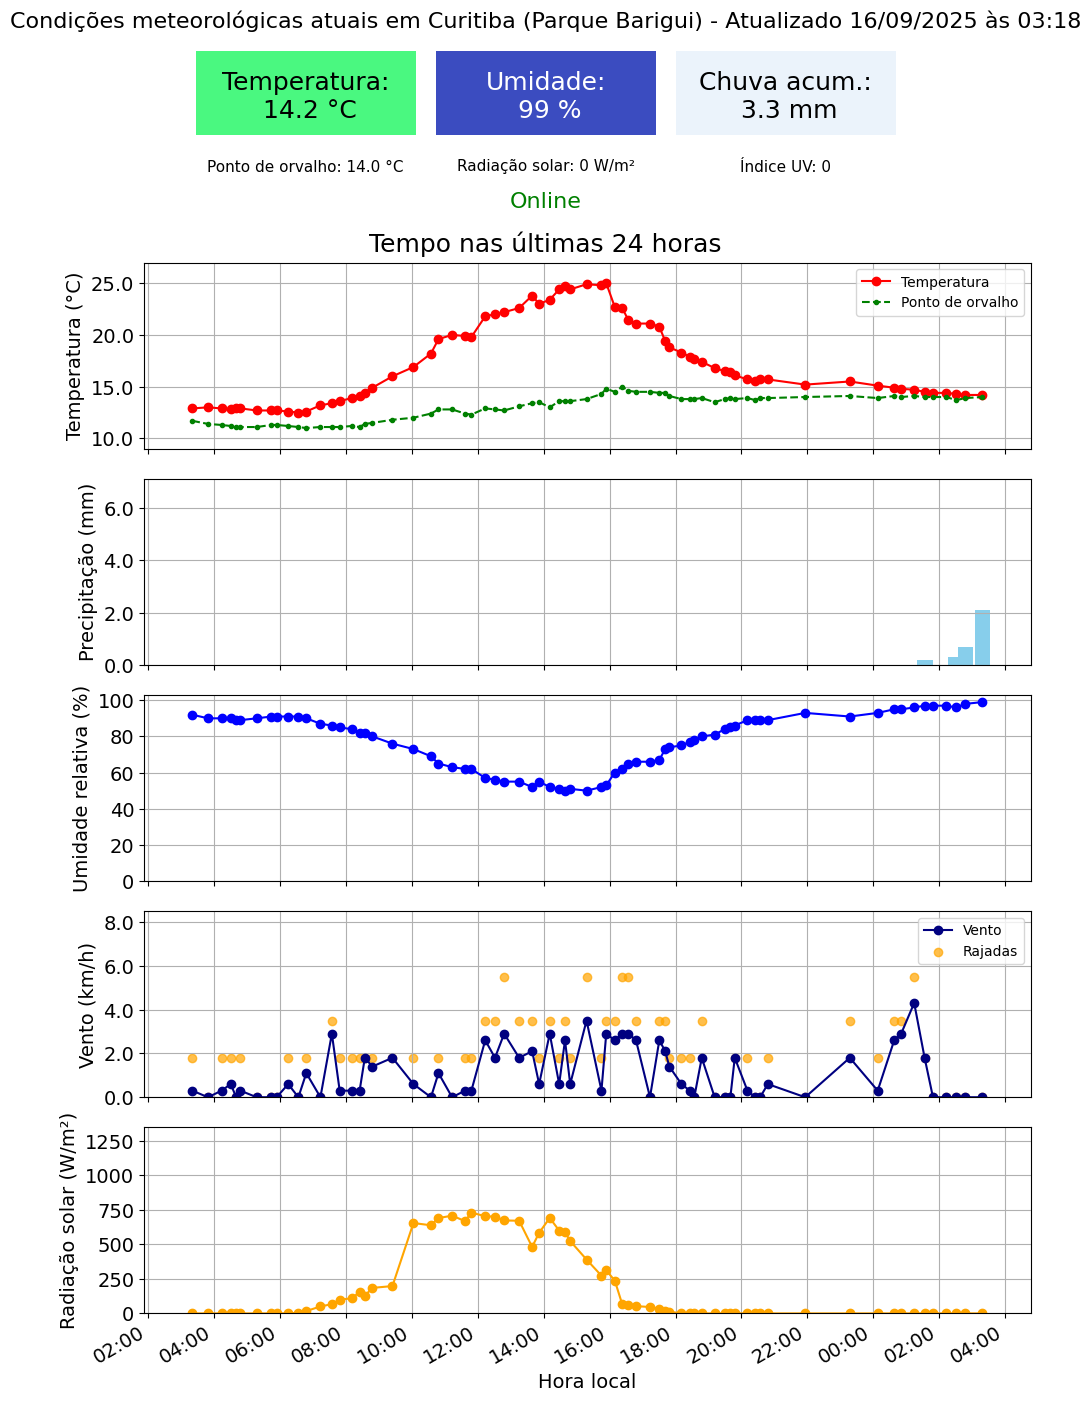 Condições meteorológicas atuais em Curitiba (Parque Barigui) - Atualizado 16/09/2025 às 03:18
Temperatura:
14.2 °C
Umidade:
99 %
Chuva acum.:
3.3 mm
Ponto de orvalho: 14.0 °C
Radiação solar: 0 W/m²
Índice UV: 0
Online
Tempo nas últimas 24 horas
Temperatura (°C)
25.0
20.0
15.0
10.0
Temperatura
Ponto de orvalho
Precipitação (mm)
6.0
4.0
2.0
0.0
Umidade relativa (%)
100
80
60
40
20
0
Vento (km/h)
8.0
6.0
4.0
2.0
0.0
Vento
Rajadas
Radiação solar (W/m²)
1250
1000
750
500
250
0
02:00 04:00 06:00 08:00 10:00 12:00 14:00 16:00 18:00 20:00 22:00 00:00 02:00 04:00
Hora local